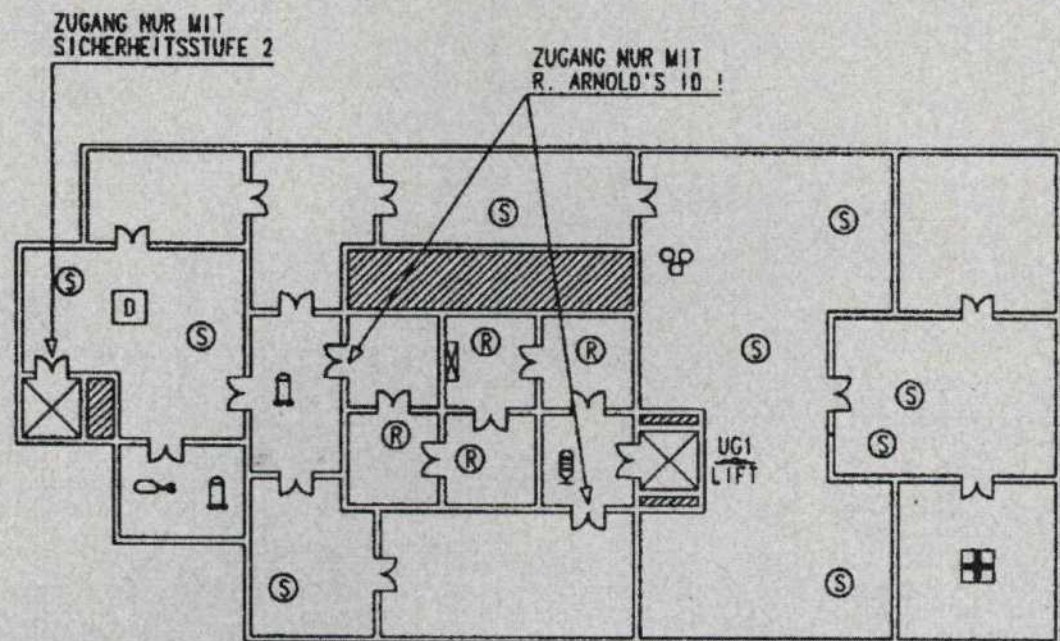 ZUGANG NUR MIT
SICHERHEITSSTUFE 2
ZUGANG NUR MIT
R. ARNOLD'S ID !
S
S
S
D
S
R
R
S
S
R
S
R
UG1
LIFT
S
S